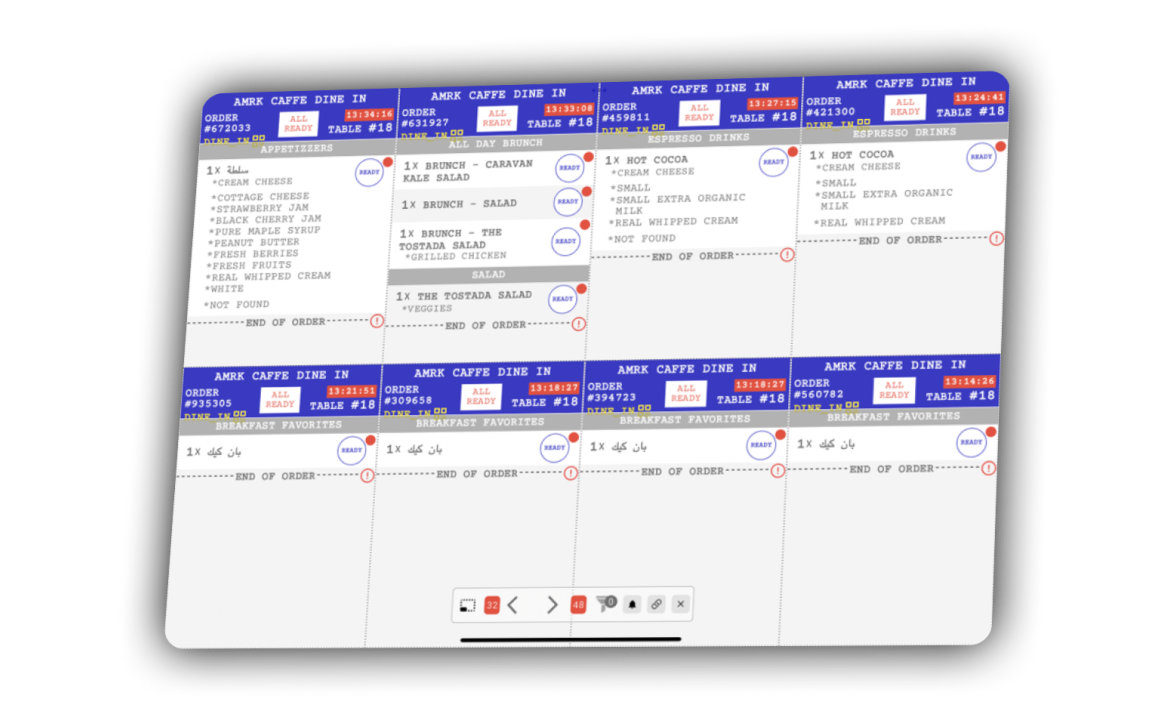 AMRK CAFFE DINE IN
ORDER
#672033
ALL
READY
13:34:16
TABLE #18
DINE IN
APPETIZZERS
1X سلطة
READY
*CREAM CHEESE
*COTTAGE CHEESE
*STRAWBERRY JAM
*BLACK CHERRY JAM
*PURE MAPLE SYRUP
*PEANUT BUTTER
*FRESH BERRIES
*FRESH FRUITS
*REAL WHIPPED CREAM
*WHITE
*NOT FOUND
END OF ORDER
!
AMRK CAFFE DINE IN
ORDER
#631927
ALL
READY
13:33:08
TABLE #18
DINE IN
ALL DAY BRUNCH
1X BRUNCH - CARAVAN
KALE SALAD
READY
1X BRUNCH - SALAD
READY
1X BRUNCH - THE
TOSTADA SALAD
READY
*GRILLED CHICKEN
SALAD
1X THE TOSTADA SALAD
READY
*VEGGIES
END OF ORDER
!
AMRK CAFFE DINE IN
ORDER
#459811
ALL
READY
13:27:15
TABLE #18
DINE IN
ESPRESSO DRINKS
1X HOT COCOA
READY
*CREAM CHEESE
*SMALL
*SMALL EXTRA ORGANIC
MILK
*REAL WHIPPED CREAM
*NOT FOUND
END OF ORDER
!
AMRK CAFFE DINE IN
ORDER
#421300
ALL
READY
13:24:41
TABLE #18
DINE IN
ESPRESSO DRINKS
1X HOT COCOA
READY
*CREAM CHEESE
*SMALL
*SMALL EXTRA ORGANIC
MILK
*REAL WHIPPED CREAM
END OF ORDER
!
AMRK CAFFE DINE IN
ORDER
#935305
ALL
READY
13:21:51
TABLE #18
DINE IN
BREAKFAST FAVORITES
1X بان كيك
READY
END OF ORDER
!
AMRK CAFFE DINE IN
ORDER
#309658
ALL
READY
13:18:27
TABLE #18
DINE IN
BREAKFAST FAVORITES
1X بان كيك
READY
END OF ORDER
!
AMRK CAFFE DINE IN
ORDER
#394723
ALL
READY
13:18:27
TABLE #18
DINE IN
BREAKFAST FAVORITES
1X بان كيك
READY
END OF ORDER
!
AMRK CAFFE DINE IN
ORDER
#560782
ALL
READY
13:14:26
TABLE #18
DINE IN
BREAKFAST FAVORITES
1X بان كيك
READY
END OF ORDER
!
32
48
0